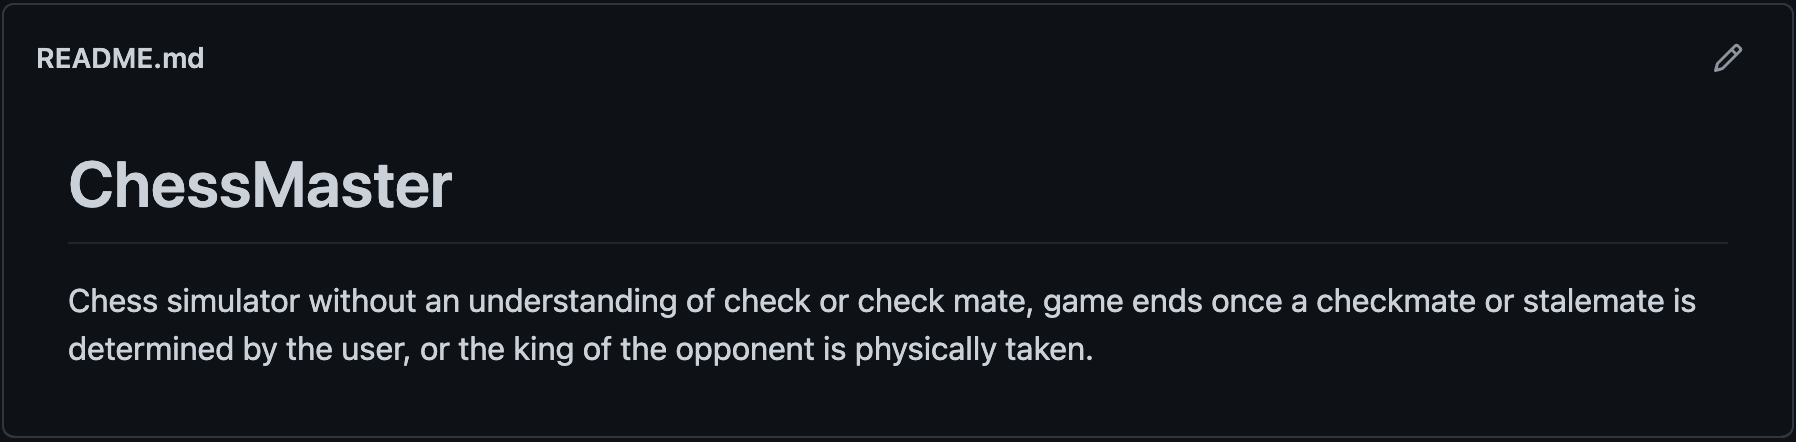 README.md
ChessMaster
Chess simulator without an understanding of check or check mate, game ends once a checkmate or stalemate is
determined by the user, or the king of the opponent is physically taken.